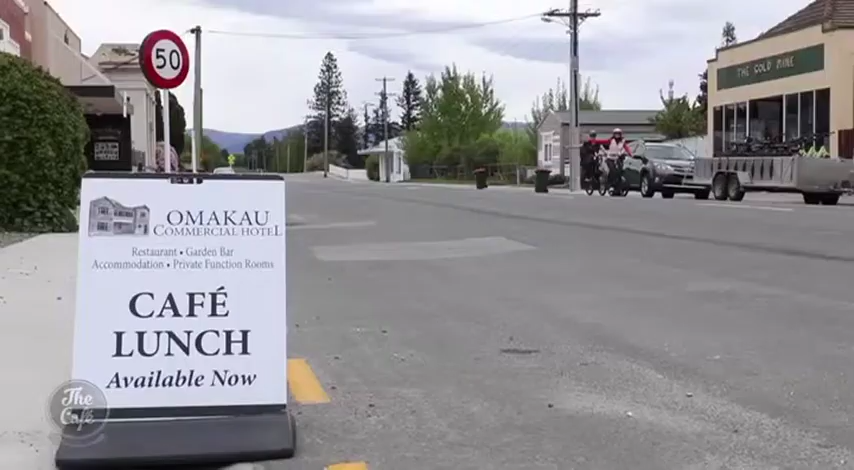 50
THE GOLD MINE
OMAKAU
COMMERCIAL HOTEL
Restaurant • Garden Bar
Accommodation • Private Function Rooms
CAFÉ
LUNCH
Available Now
The
Café